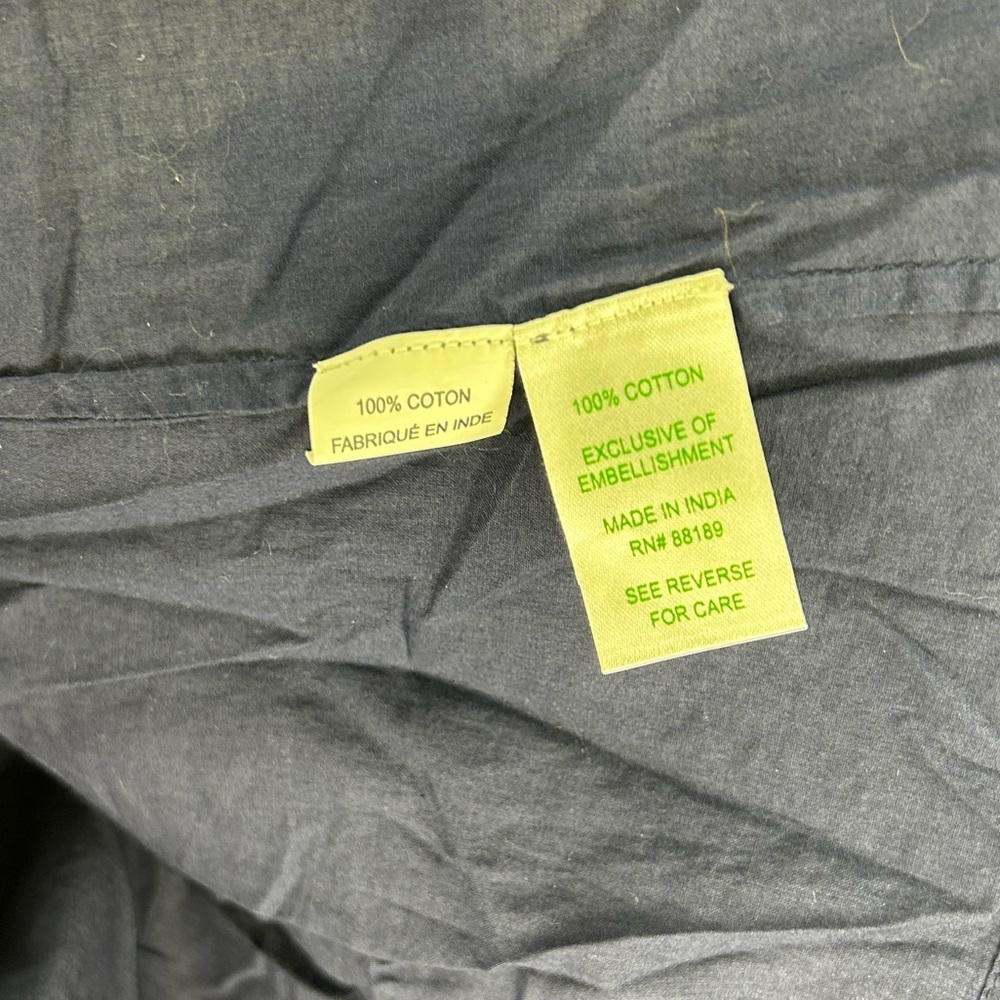 100% COTON
FABRIQUÉ EN INDE
100% COTTON
EXCLUSIVE OF
EMBELLISHMENT
MADE IN INDIA
RN# 88189
SEE REVERSE
FOR CARE